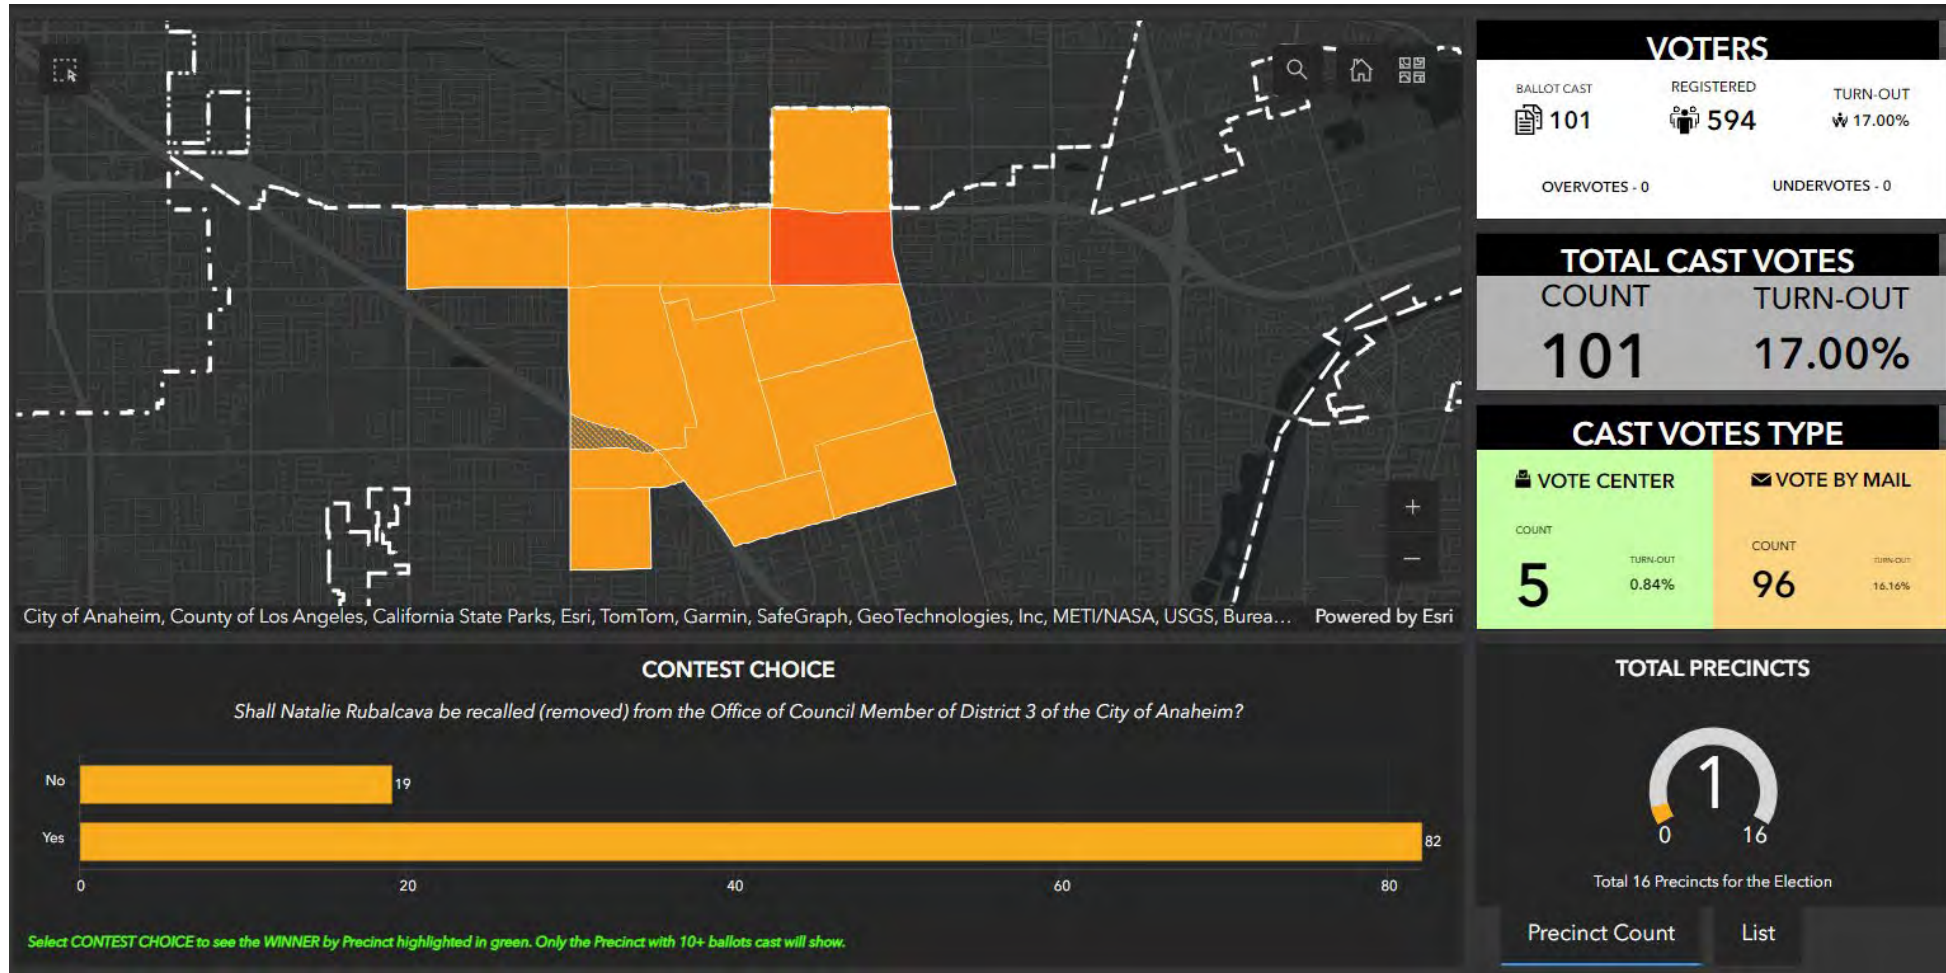 City of Anaheim, County of Los Angeles, California State Parks, Esri, TomTom, Garmin, SafeGraph, GeoTechnologies, Inc, METI/NASA, USGS, Burea...
Powered by Esri
VOTERS
BALLOT CAST
101
REGISTERED
594
TURN-OUT
17.00%
OVERVOTES - 0
UNDERVOTES - 0
TOTAL CAST VOTES
COUNT
101
TURN-OUT
17.00%
CAST VOTES TYPE
VOTE CENTER
COUNT
5
TURN-OUT
0.84%
VOTE BY MAIL
COUNT
96
TURN-OUT
16.16%
CONTEST CHOICE
Shall Natalie Rubalcava be recalled (removed) from the Office of Council Member of District 3 of the City of Anaheim?
No
19
Yes
82
0 20 40 60 80
Select CONTEST CHOICE to see the WINNER by Precinct highlighted in green. Only the Precinct with 10+ ballots cast will show.
TOTAL PRECINCTS
1
0 16
Total 16 Precincts for the Election
Precinct Count
List